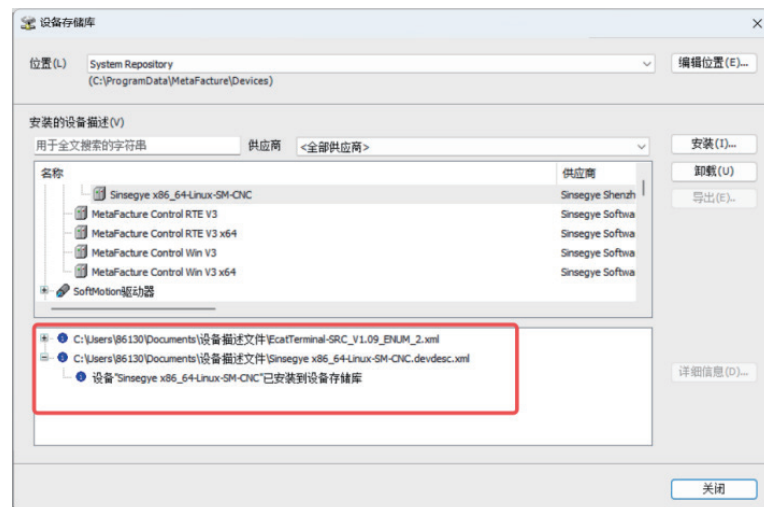 设备存储库
位置(L) System Repository 编辑位置(E)...
(C:\ProgramData\MetaFacture\Devices)
安装的设备描述(V)
用于全文搜索的字符串 供应商 <全部供应商> 安装(I)...
名称 供应商 卸载(U)
Sinsegye x86_64-Linux-SM-CNC Sinsegye Shenzh 导出(E)...
MetaFacture Control RTE V3 Sinsegye Softwa
MetaFacture Control RTE V3 x64 Sinsegye Softwa
MetaFacture Control Win V3 Sinsegye Softwa
MetaFacture Control Win V3 x64 Sinsegye Softwa
SoftMotion驱动器
C:\Users\86130\Documents\设备描述文件\EcatTerminal-SRC_V1.09_ENUM_2.xml
C:\Users\86130\Documents\设备描述文件\Sinsegye x86_64-Linux-SM-CNC.devdesc.xml
设备"Sinsegye x86_64-Linux-SM-CNC"已安装到设备存储库 详细信息(D)...
关闭